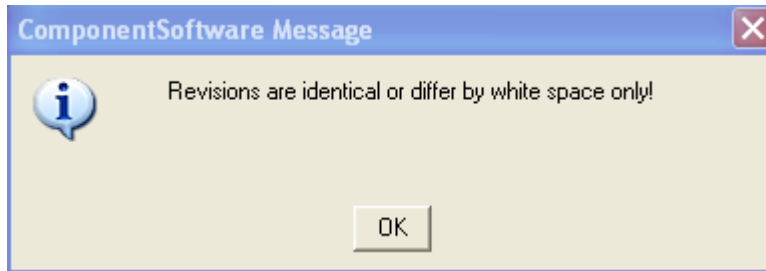 ComponentSoftware Message
Revisions are identical or differ by white space only!
OK